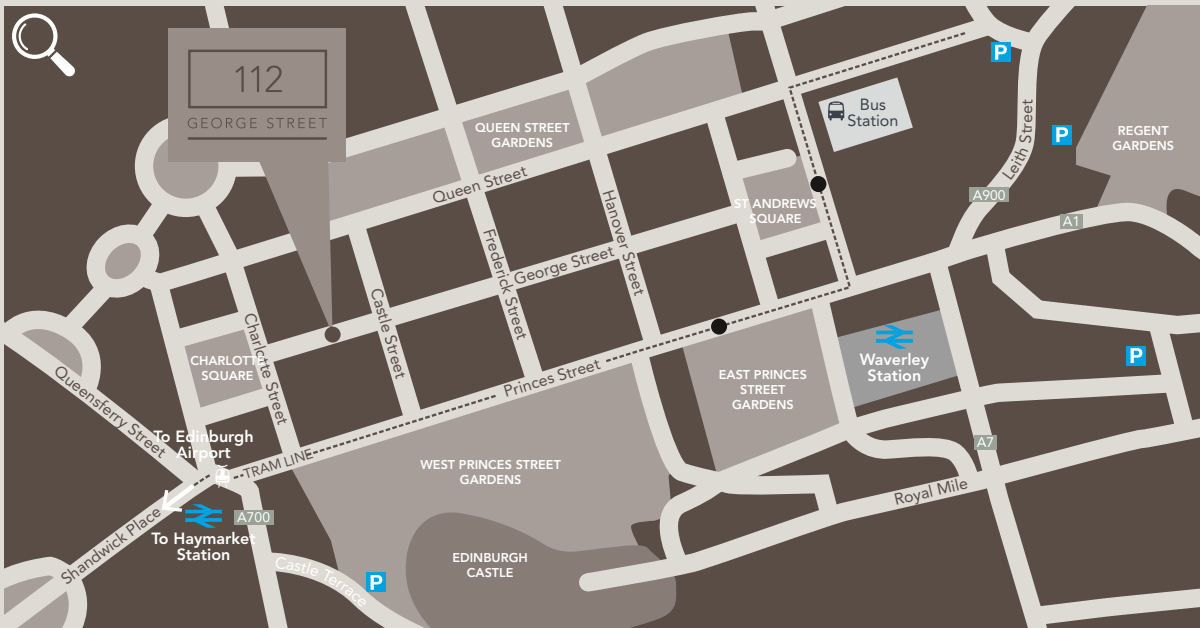 112
GEORGE STREET
QUEEN STREET
GARDENS
Queen Street
Bus
Station
P
Leith Street
P
REGENT
GARDENS
A900
A1
ST ANDREWS
SQUARE
Hanover Street
Frederick Street
George Street
Castle Street
Charlotte Street
CHARLOTTE
SQUARE
Queensferry Street
Princes Street
EAST PRINCES
STREET
GARDENS
Waverley
Station
P
To Edinburgh
Airport
TRAM LINE
WEST PRINCES STREET
GARDENS
A7
Royal Mile
A700
Shandwick Place
To Haymarket
Station
Castle Terrace
P
EDINBURGH
CASTLE